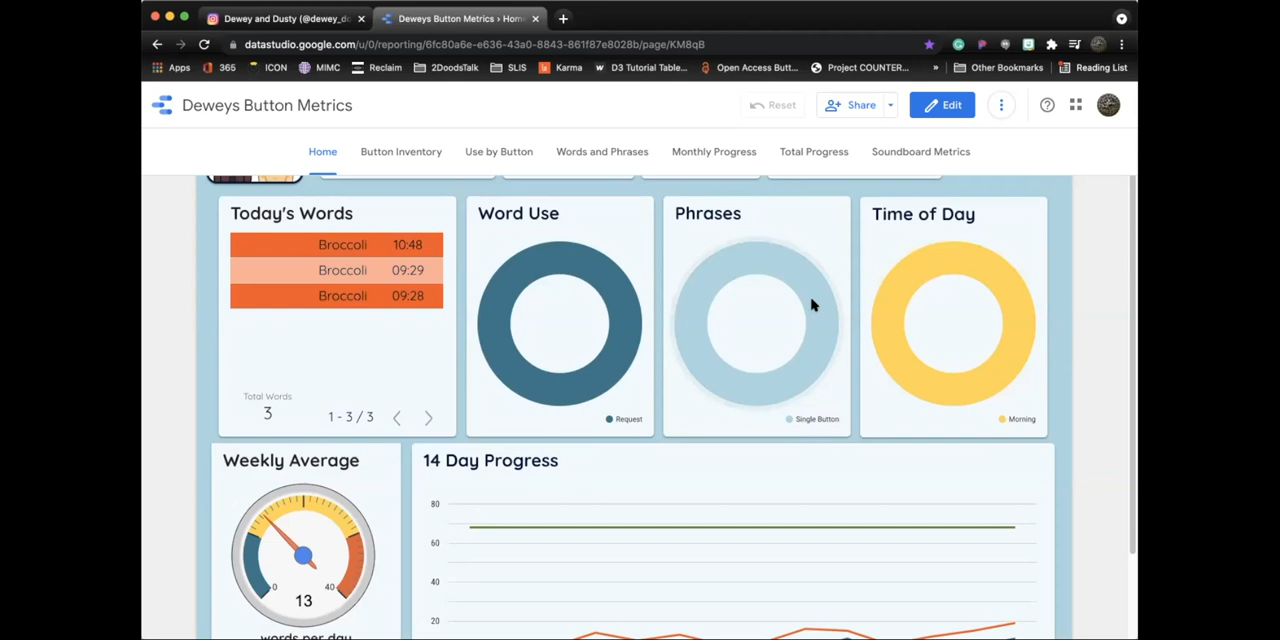 Dewey and Dusty (@dewey_do
Deweys Button Metrics › Hom
datastudio.google.com/u/0/reporting/6fc80a6e-e636-43a0-8843-861f87e8028b/page/KM8qB
Apps 365 ICON MIMC Reclaim 2DoodsTalk SLIS Karma D3 Tutorial Table... Open Access Butt... Project COUNTER... » Other Bookmarks Reading List
Deweys Button Metrics Reset Share Edit
Home Button Inventory Use by Button Words and Phrases Monthly Progress Total Progress Soundboard Metrics
Today's Words
Broccoli 10:48
Broccoli 09:29
Broccoli 09:28
Total Words
3
1 - 3 / 3
Word Use
Request
Phrases
Single Button
Time of Day
Morning
Weekly Average
0 40
13
words per day
14 Day Progress
80
60
40
20